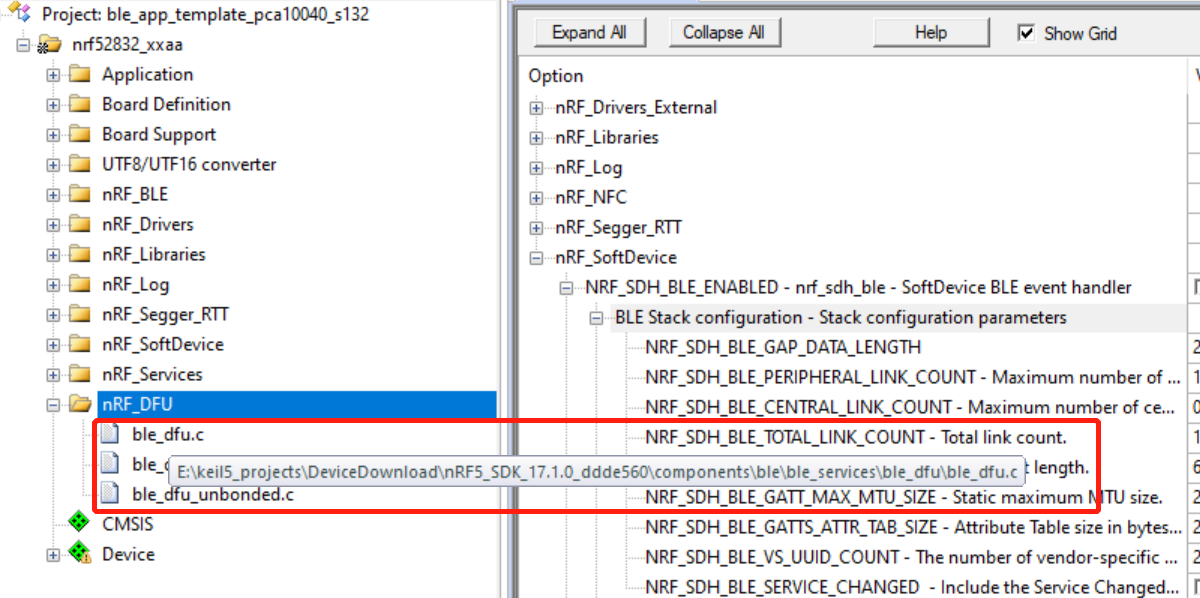 Project: ble_app_template_pca10040_s132
nrf52832_xxaa
Application
Board Definition
Board Support
UTF8/UTF16 converter
nRF_BLE
nRF_Drivers
nRF_Libraries
nRF_Log
nRF_Segger_RTT
nRF_SoftDevice
nRF_Services
nRF_DFU
ble_dfu.c
E:\keil5_projects\DeviceDownload\nRF5_SDK_17.1.0_ddde560\components\ble\ble_services\ble_dfu\ble_dfu.c
ble_dfu_unbonded.c
CMSIS
Device
Expand All
Collapse All
Help
Show Grid
Option
nRF_Drivers_External
nRF_Libraries
nRF_Log
nRF_NFC
nRF_Segger_RTT
nRF_SoftDevice
NRF_SDH_BLE_ENABLED - nrf_sdh_ble - SoftDevice BLE event handler
BLE Stack configuration - Stack configuration parameters
NRF_SDH_BLE_GAP_DATA_LENGTH
NRF_SDH_BLE_PERIPHERAL_LINK_COUNT - Maximum number of ...
NRF_SDH_BLE_CENTRAL_LINK_COUNT - Maximum number of ce...
NRF_SDH_BLE_TOTAL_LINK_COUNT - Total link count.
length.
NRF_SDH_BLE_GATT_MAX_MTU_SIZE - Static maximum MTU size.
NRF_SDH_BLE_GATTS_ATTR_TAB_SIZE - Attribute Table size in bytes...
NRF_SDH_BLE_VS_UUID_COUNT - The number of vendor-specific ...
NRF_SDH_BLE_SERVICE_CHANGED - Include the Service Changed...